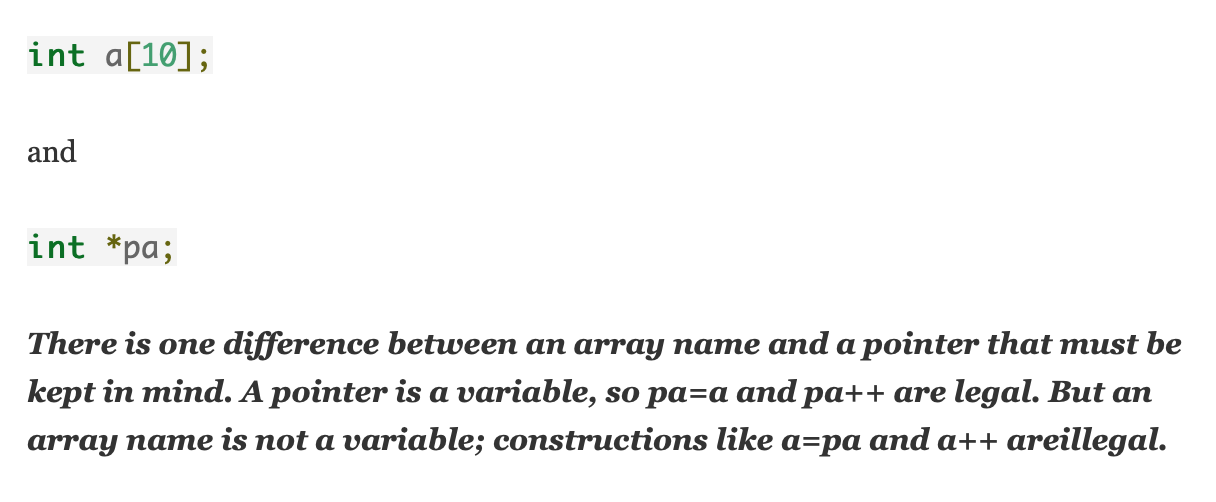 int a[10];
and
int *pa;
There is one difference between an array name and a pointer that must be
kept in mind. A pointer is a variable, so pa=a and pa++ are legal. But an
array name is not a variable; constructions like a=pa and a++ areillegal.